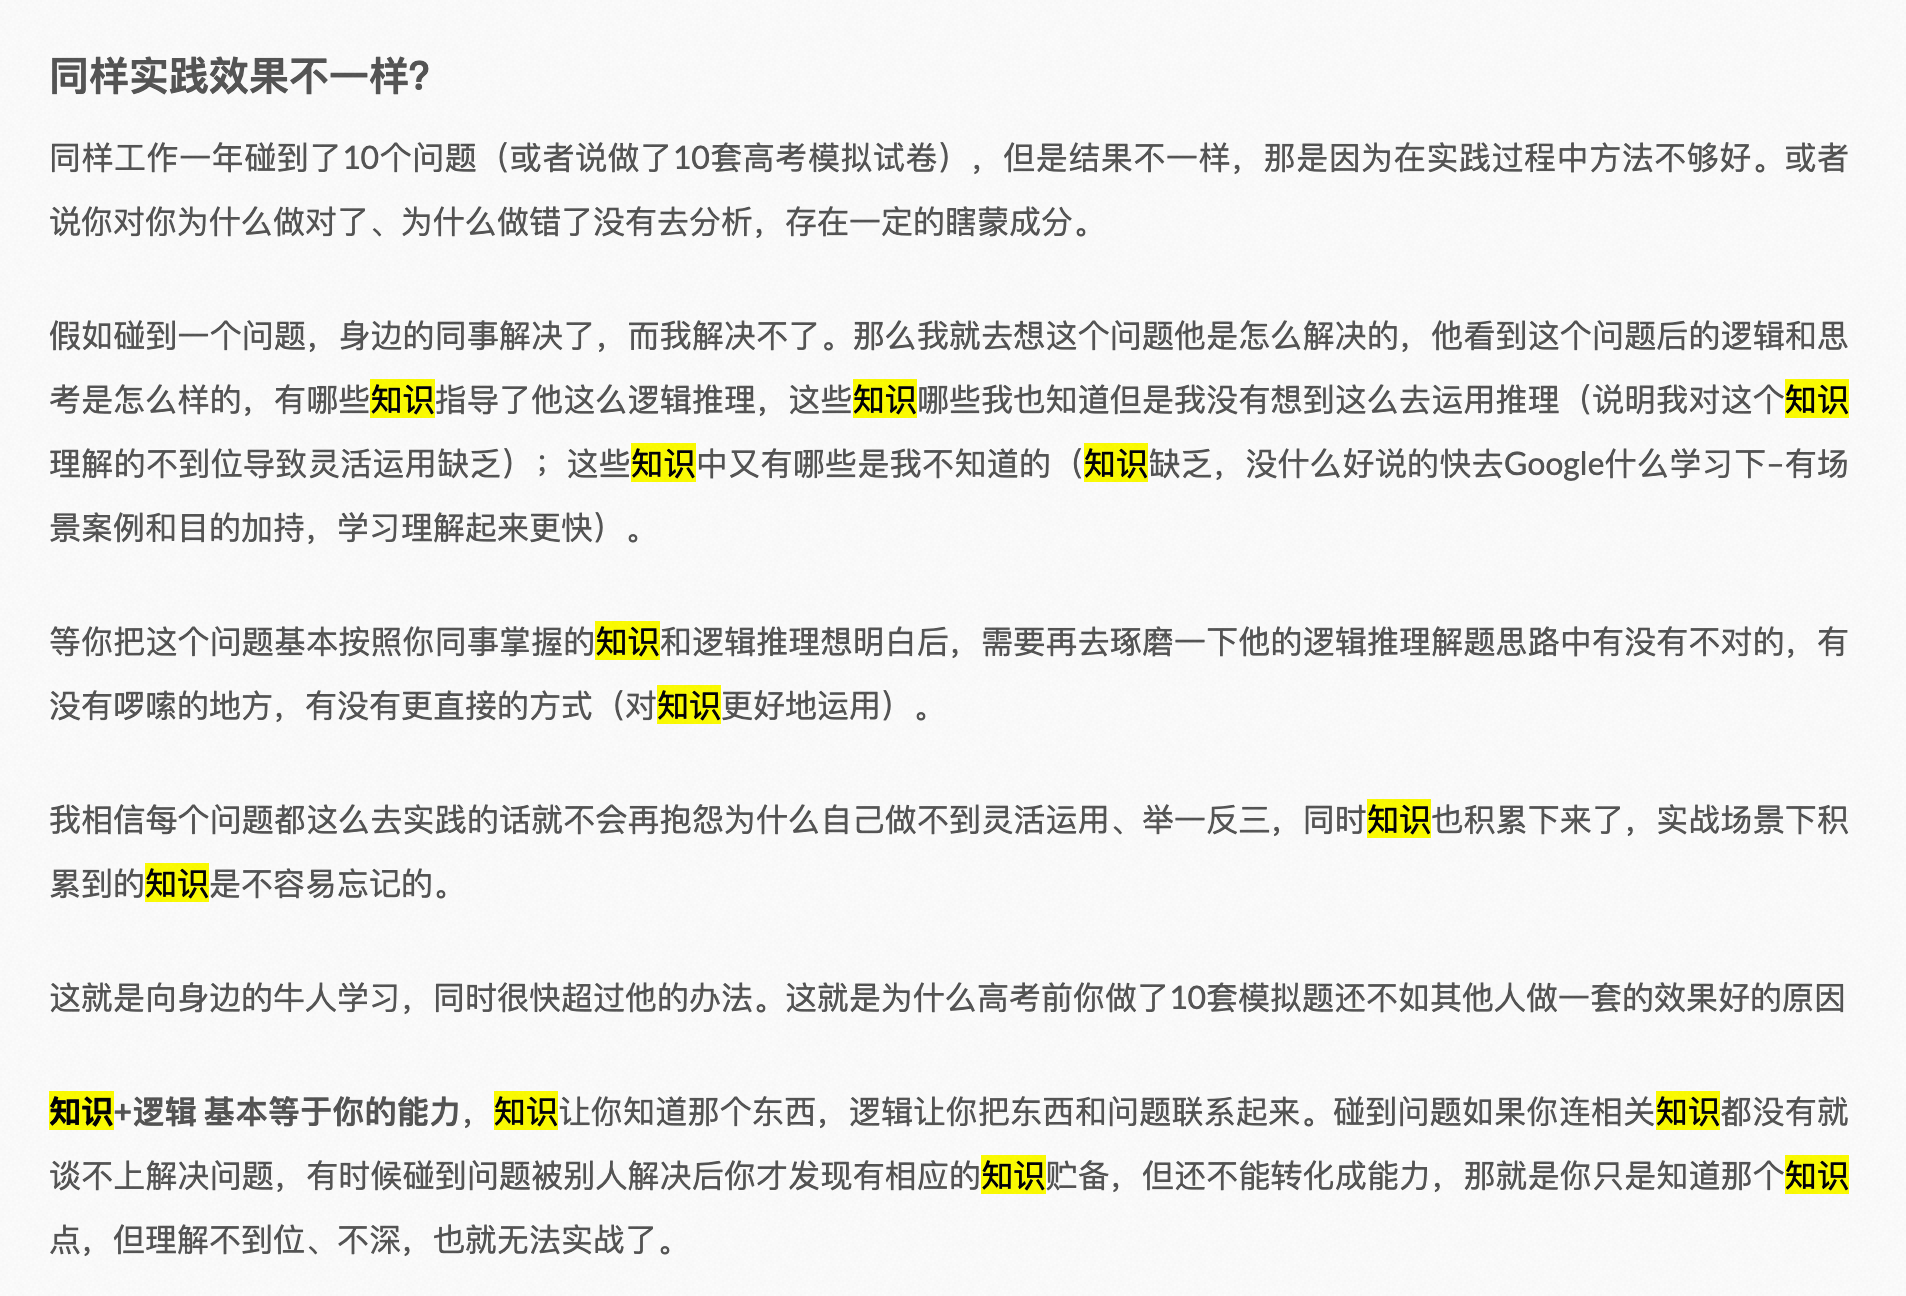 同样实践效果不一样?
同样工作一年碰到了10个问题（或者说做了10套高考模拟试卷），但是结果不一样，那是因为在实践过程中方法不够好。或者
说你对你为什么做对了、为什么做错了没有去分析，存在一定的瞎蒙成分。
假如碰到一个问题，身边的同事解决了，而我解决不了。那么我就去想这个问题他是怎么解决的，他看到这个问题后的逻辑和思
考是怎么样的，有哪些知识指导了他这么逻辑推理，这些知识哪些我也知道但是我没有想到这么去运用推理（说明我对这个知识
理解的不到位导致灵活运用缺乏）；这些知识中又有哪些是我不知道的（知识缺乏，没什么好说的快去Google什么学习下–有场
景案例和目的加持，学习理解起来更快）。
等你把这个问题基本按照你同事掌握的知识和逻辑推理想明白后，需要再去琢磨一下他的逻辑推理解题思路中有没有不对的，有
没有啰嗦的地方，有没有更直接的方式（对知识更好地运用）。
我相信每个问题都这么去实践的话就不会再抱怨为什么自己做不到灵活运用、举一反三，同时知识也积累下来了，实战场景下积
累到的知识是不容易忘记的。
这就是向身边的牛人学习，同时很快超过他的办法。这就是为什么高考前你做了10套模拟题还不如其他人做一套的效果好的原因
知识+逻辑 基本等于你的能力，知识让你知道那个东西，逻辑让你把东西和问题联系起来。碰到问题如果你连相关知识都没有就
谈不上解决问题，有时候碰到问题被别人解决后你才发现有相应的知识贮备，但还不能转化成能力，那就是你只是知道那个知识
点，但理解不到位、不深，也就无法实战了。